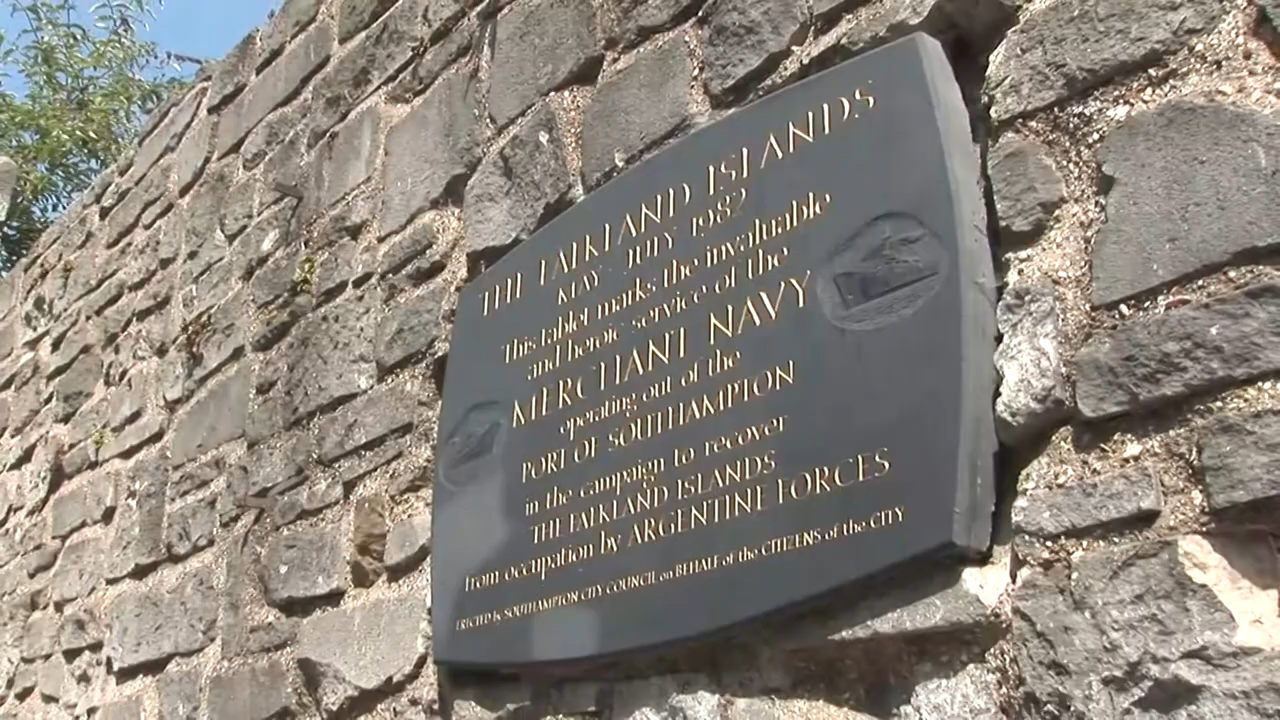 THE FALKLAND ISLANDS
MAY - JULY 1982
This tablet marks the invaluable
and heroic service of the
MERCHANT NAVY
operating out of the
PORT OF SOUTHAMPTON
in the campaign to recover
THE FALKLAND ISLANDS
from occupation by ARGENTINE FORCES
ERECTED by SOUTHAMPTON CITY COUNCIL on BEHALF of the CITIZENS of the CITY